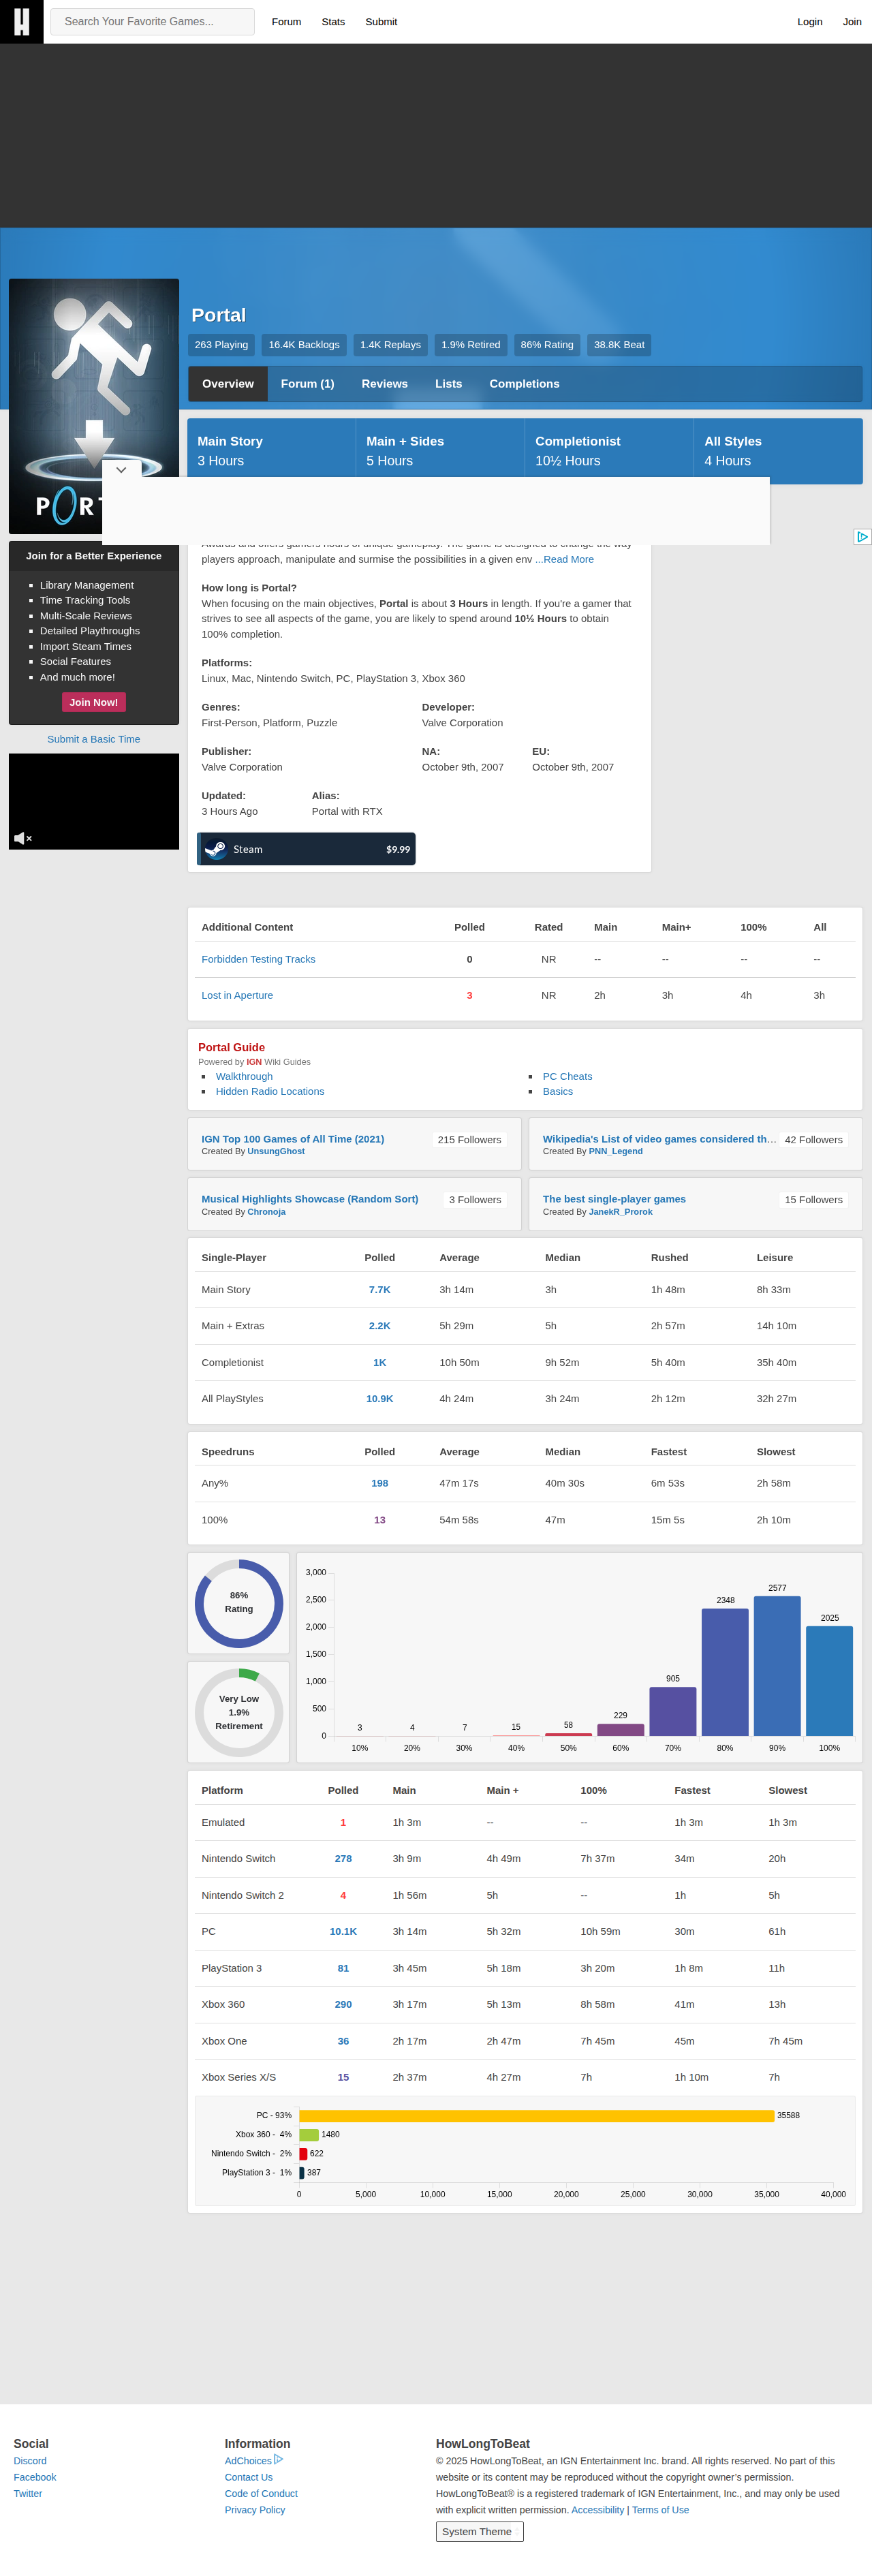 Search Your Favorite Games...
Forum Stats Submit
Login Join
Portal
263 Playing 16.4K Backlogs 1.4K Replays 1.9% Retired 86% Rating 38.8K Beat
Overview Forum (1) Reviews Lists Completions
Main Story Main + Sides Completionist All Styles
3 Hours 5 Hours 10½ Hours 4 Hours
Join for a Better Experience
Library Management
Time Tracking Tools
Multi-Scale Reviews
Detailed Playthroughs
Import Steam Times
Social Features
And much more!
Join Now!
Submit a Basic Time
Awards and offers gamers hours of unique gameplay. The game is designed to change the way
players approach, manipulate and surmise the possibilities in a given env ...Read More
How long is Portal?
When focusing on the main objectives, Portal is about 3 Hours in length. If you're a gamer that
strives to see all aspects of the game, you are likely to spend around 10½ Hours to obtain
100% completion.
Platforms:
Linux, Mac, Nintendo Switch, PC, PlayStation 3, Xbox 360
Genres: Developer:
First-Person, Platform, Puzzle Valve Corporation
Publisher: NA: EU:
Valve Corporation October 9th, 2007 October 9th, 2007
Updated: Alias:
3 Hours Ago Portal with RTX
Steam $9.99
Additional Content Polled Rated Main Main+ 100% All
Forbidden Testing Tracks 0 NR -- -- -- --
Lost in Aperture 3 NR 2h 3h 4h 3h
Portal Guide
Powered by IGN Wiki Guides
Walkthrough PC Cheats
Hidden Radio Locations Basics
IGN Top 100 Games of All Time (2021) 215 Followers
Created By UnsungGhost
Wikipedia's List of video games considered th... 42 Followers
Created By PNN_Legend
Musical Highlights Showcase (Random Sort) 3 Followers
Created By Chronoja
The best single-player games 15 Followers
Created By JanekR_Prorok
Single-Player Polled Average Median Rushed Leisure
Main Story 7.7K 3h 14m 3h 1h 48m 8h 33m
Main + Extras 2.2K 5h 29m 5h 2h 57m 14h 10m
Completionist 1K 10h 50m 9h 52m 5h 40m 35h 40m
All PlayStyles 10.9K 4h 24m 3h 24m 2h 12m 32h 27m
Speedruns Polled Average Median Fastest Slowest
Any% 198 47m 17s 40m 30s 6m 53s 2h 58m
100% 13 54m 58s 47m 15m 5s 2h 10m
86%
Rating
Very Low
1.9%
Retirement
3,000
2,500
2,000
1,500
1,000
500
0
3 4 7 15 58 229 905 2348 2577 2025
10% 20% 30% 40% 50% 60% 70% 80% 90% 100%
Platform Polled Main Main + 100% Fastest Slowest
Emulated 1 1h 3m -- -- 1h 3m 1h 3m
Nintendo Switch 278 3h 9m 4h 49m 7h 37m 34m 20h
Nintendo Switch 2 4 1h 56m 5h -- 1h 5h
PC 10.1K 3h 14m 5h 32m 10h 59m 30m 61h
PlayStation 3 81 3h 45m 5h 18m 3h 20m 1h 8m 11h
Xbox 360 290 3h 17m 5h 13m 8h 58m 41m 13h
Xbox One 36 2h 17m 2h 47m 7h 45m 45m 7h 45m
Xbox Series X/S 15 2h 37m 4h 27m 7h 1h 10m 7h
PC - 93% 35588
Xbox 360 - 4% 1480
Nintendo Switch - 2% 622
PlayStation 3 - 1% 387
0 5,000 10,000 15,000 20,000 25,000 30,000 35,000 40,000
Social
Discord
Facebook
Twitter
Information
AdChoices
Contact Us
Code of Conduct
Privacy Policy
HowLongToBeat
© 2025 HowLongToBeat, an IGN Entertainment Inc. brand. All rights reserved. No part of this
website or its content may be reproduced without the copyright owner's permission.
HowLongToBeat® is a registered trademark of IGN Entertainment, Inc., and may only be used
with explicit written permission. Accessibility | Terms of Use
System Theme